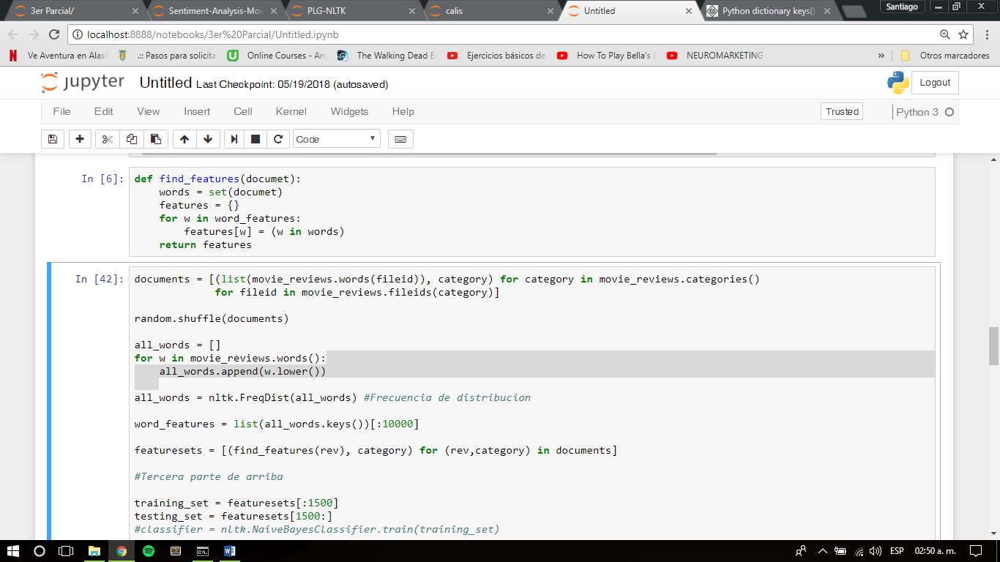 3er Parcial/
Sentiment-Analysis-Mov
PLG-NLTK
calis
Untitled
Python dictionary keys()
Santiago
localhost:8888/notebooks/3er%20Parcial/Untitled.ipynb
Ve Aventura en Alask
.:: Pasos para solicita
Online Courses - An
The Walking Dead E
Ejercicios básicos de
How To Play Bella's L
NEUROMARKETING
»
Otros marcadores
jupyter Untitled Last Checkpoint: 05/19/2018 (autosaved)
Logout
File Edit View Insert Cell Kernel Widgets Help
Trusted
Python 3
Code
In [6]:
def find_features(documet):
    words = set(documet)
    features = {}
    for w in word_features:
        features[w] = (w in words)
    return features
In [42]:
documents = [(list(movie_reviews.words(fileid)), category) for category in movie_reviews.categories()
             for fileid in movie_reviews.fileids(category)]
random.shuffle(documents)
all_words = []
for w in movie_reviews.words():
    all_words.append(w.lower())
all_words = nltk.FreqDist(all_words) #Frecuencia de distribucion
word_features = list(all_words.keys())[:10000]
featuresets = [(find_features(rev), category) for (rev,category) in documents]
#Tercera parte de arriba
training_set = featuresets[:1500]
testing_set = featuresets[1500:]
#classifier = nltk.NaiveBayesClassifier.train(training_set)
ESP
02:50 a. m.